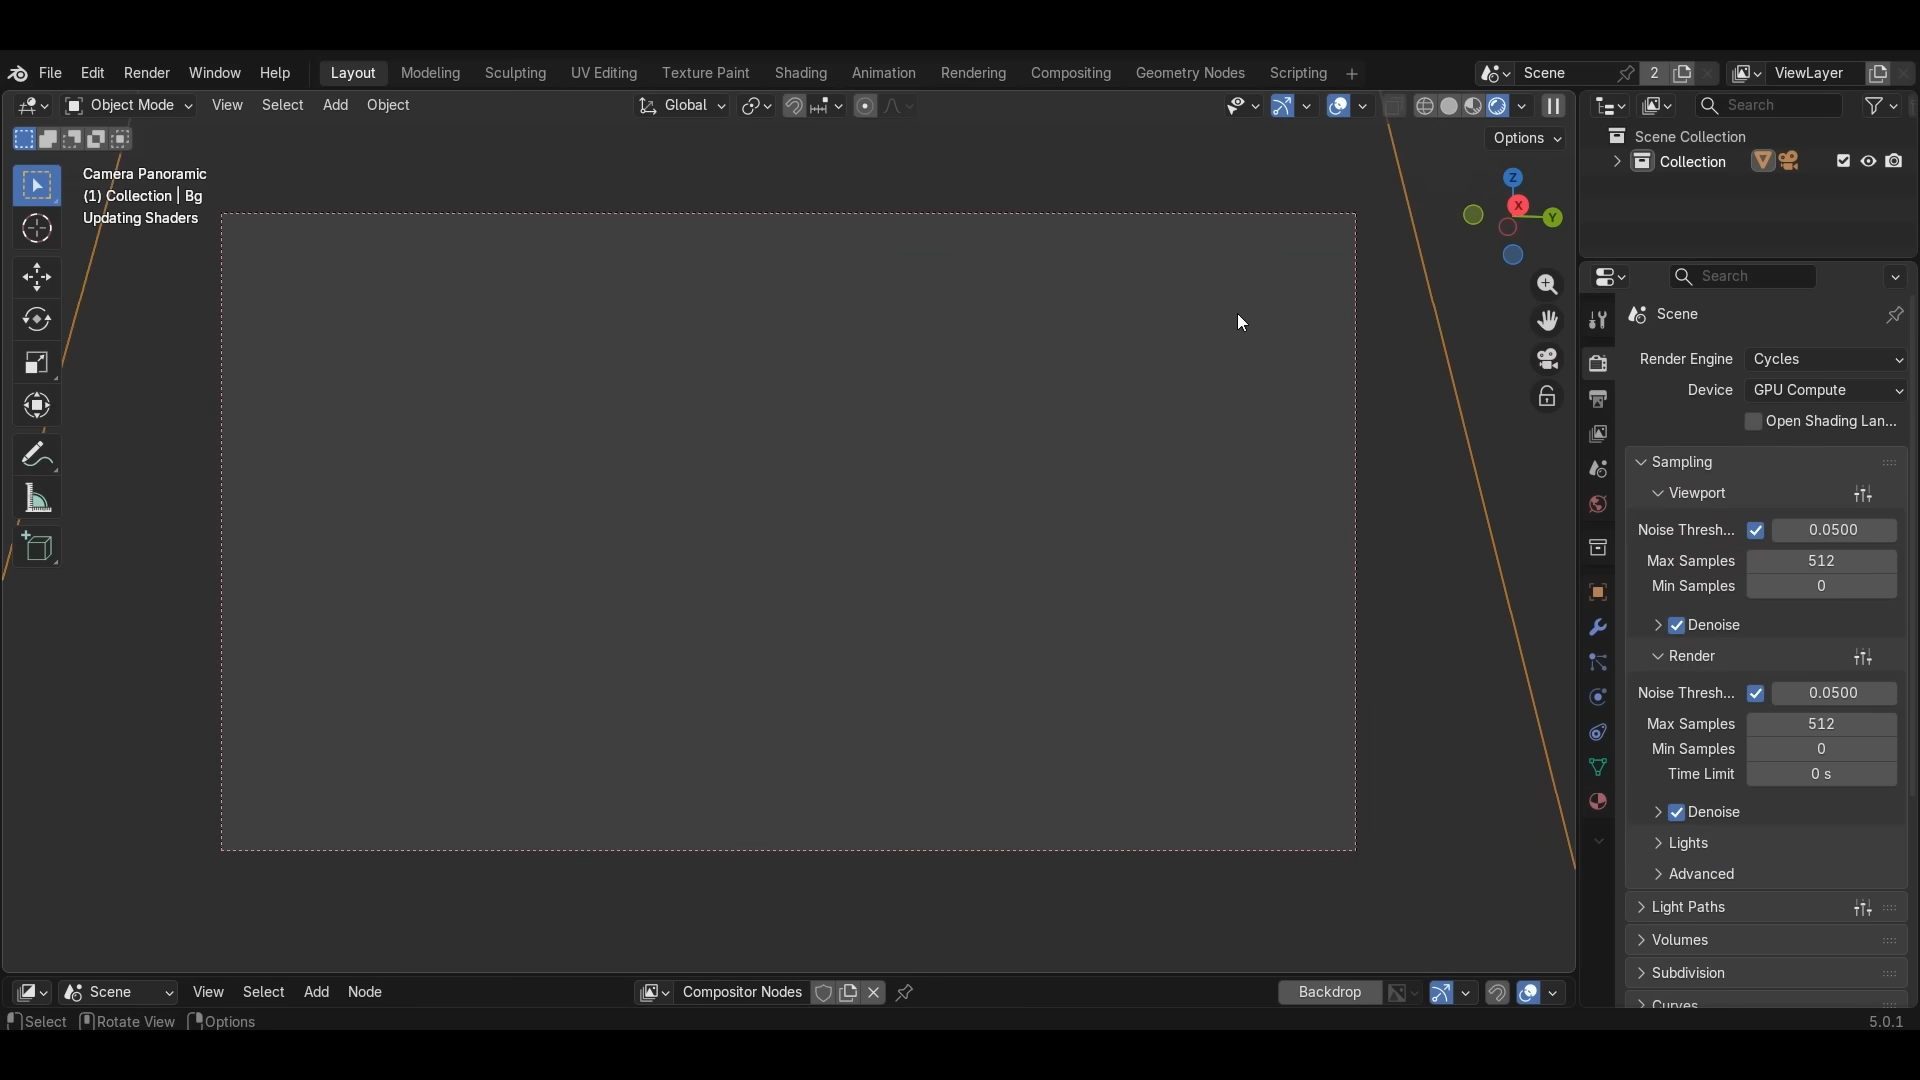 File Edit Render Window Help Layout Modeling Sculpting UV Editing Texture Paint Shading Animation Rendering Compositing Geometry Nodes Scripting + Scene 2 ViewLayer
Object Mode View Select Add Object Global Search
Options
Scene Collection
Collection
Camera Panoramic
(1) Collection | Bg
Updating Shaders
Z
X
Y
Search
Scene
Render Engine Cycles
Device GPU Compute
Open Shading Lan...
Sampling
Viewport
Noise Thresh... 0.0500
Max Samples 512
Min Samples 0
Denoise
Render
Noise Thresh... 0.0500
Max Samples 512
Min Samples 0
Time Limit 0 s
Denoise
Lights
Advanced
Light Paths
Volumes
Subdivision
Curves
Scene View Select Add Node Compositor Nodes Backdrop
Select Rotate View Options 5.0.1